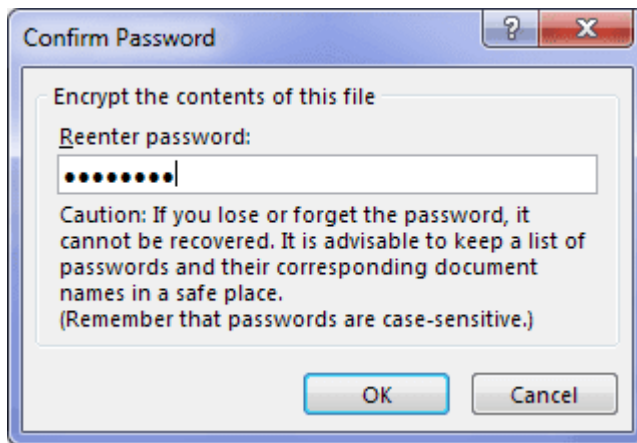 Confirm Password
?
Encrypt the contents of this file
Reenter password:
●●●●●●●●
Caution: If you lose or forget the password, it
cannot be recovered. It is advisable to keep a list of
passwords and their corresponding document
names in a safe place.
(Remember that passwords are case-sensitive.)
OK
Cancel